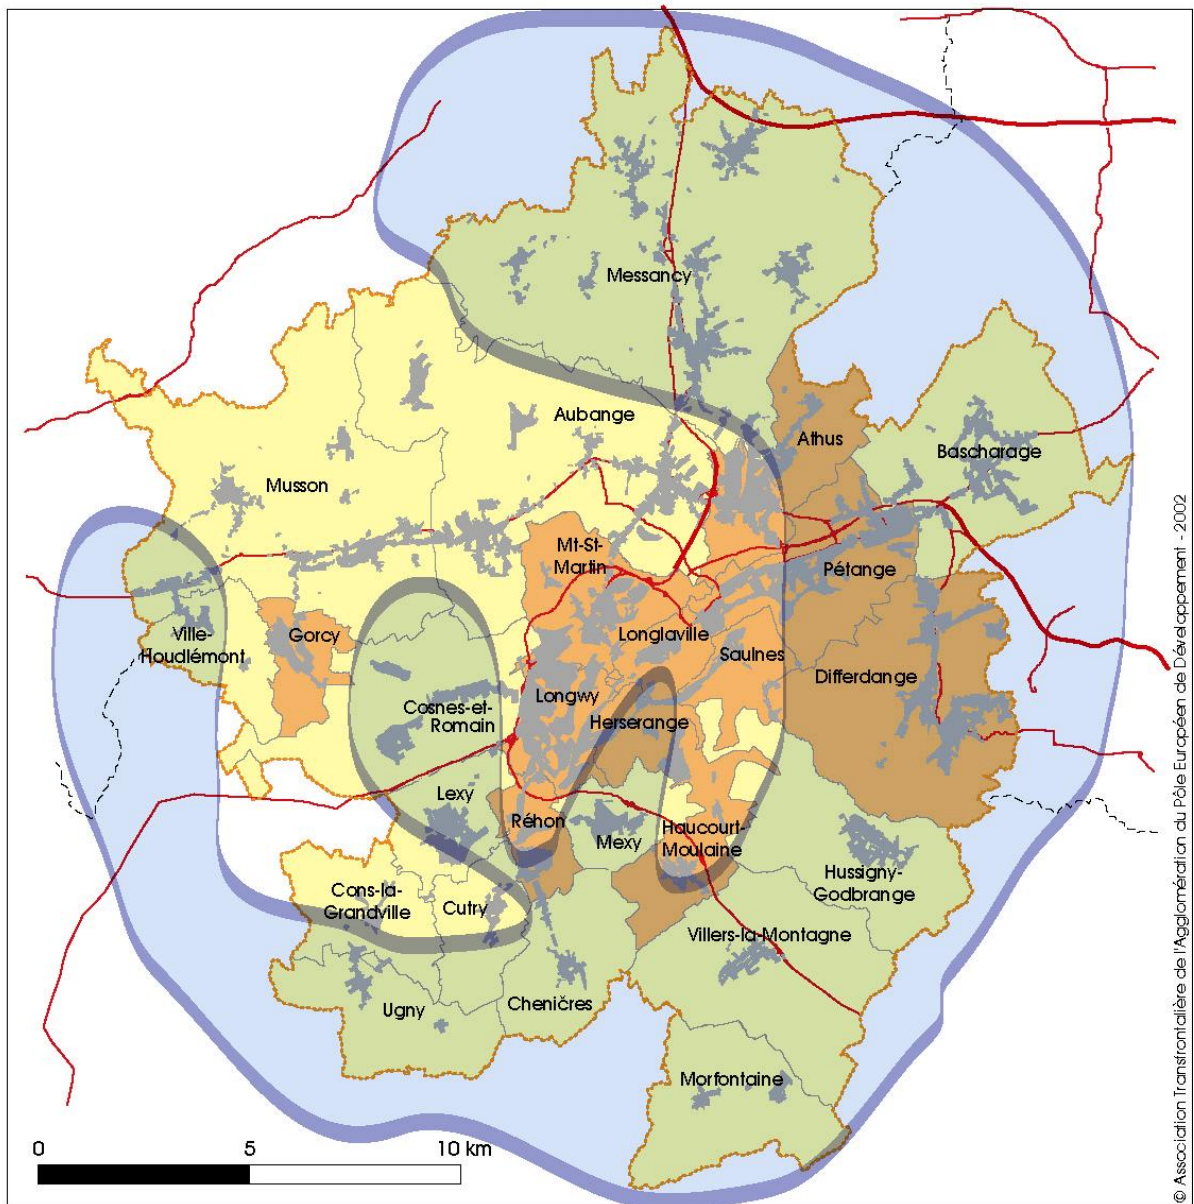 Messancy
Aubange
Athus
Bascharage
Musson
Mt-St-
Martin
Pétange
Ville-
Houdlémont
Gorcy
Longlaville
Saulnes
Differdange
Cosnes-et-
Romain
Longwy
Herserange
Lexy
Réhon
Mexy
Haucourt-
Moulaine
Hussigny-
Godbrange
Cons-la-
Grandville
Cutry
Villers-la-Montagne
Ugny
Cheničres
Morfontaine
0 5 10 km
© Association Transfrontalière de l'Agglomération du Pôle Européen de Développement - 2002